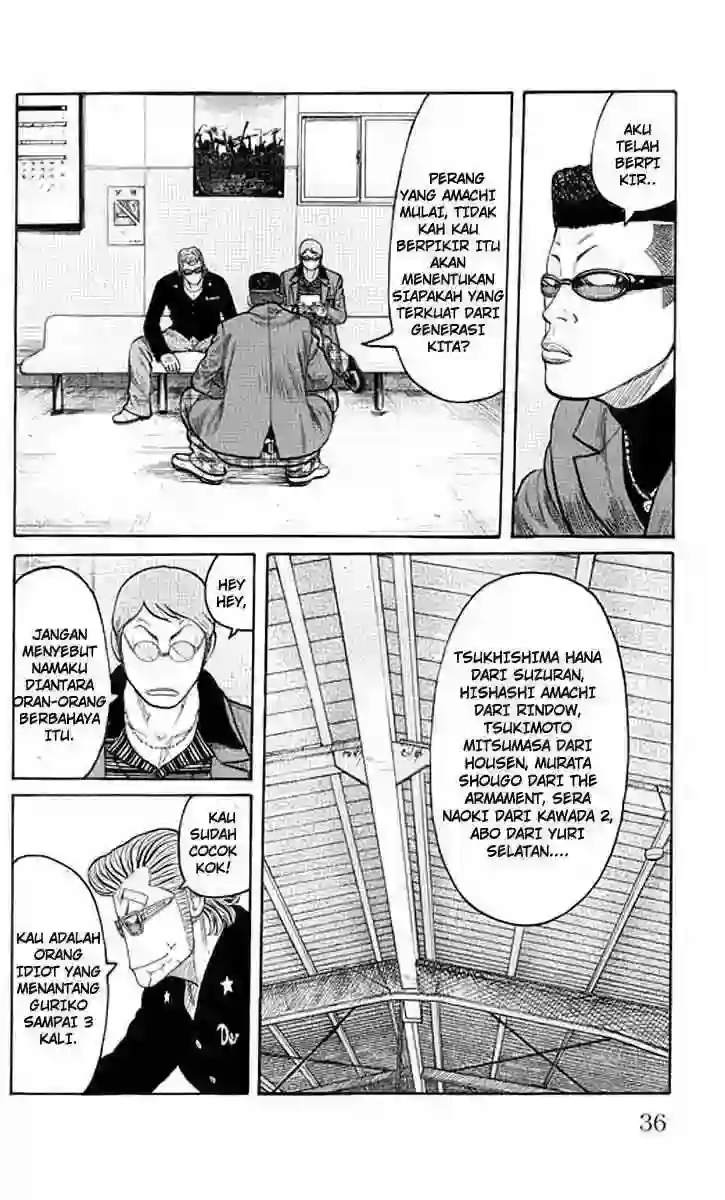 AKU
TELAH
BERPI
KIR..
PERANG
YANG AMACHI
MULAI, TIDAK
KAH KAU
BERPIKIR ITU
AKAN
MENENTUKAN
SIAPAKAH YANG
TERKUAT DARI
GENERASI
KITA?
TSUKHISHIMA HANA
DARI SUZURAN,
HISHASHI AMACHI
DARI RINDOW,
TSUKIMOTO
MITSUMASA DARI
HOUSEN, MURATA
SHOUGO DARI THE
ARMAMENT, SERA
NAOKI DARI KAWADA 2,
ABO DARI YURI
SELATAN....
HEY
HEY,
JANGAN
MENYEBUT
NAMAKU
DIANTARA
ORAN-ORANG
BERBAHAYA
ITU.
KAU
SUDAH
COCOK
KOK!
KAU ADALAH
ORANG
IDIOT YANG
MENANTANG
GURIKO
SAMPAI 3
KALI.
36